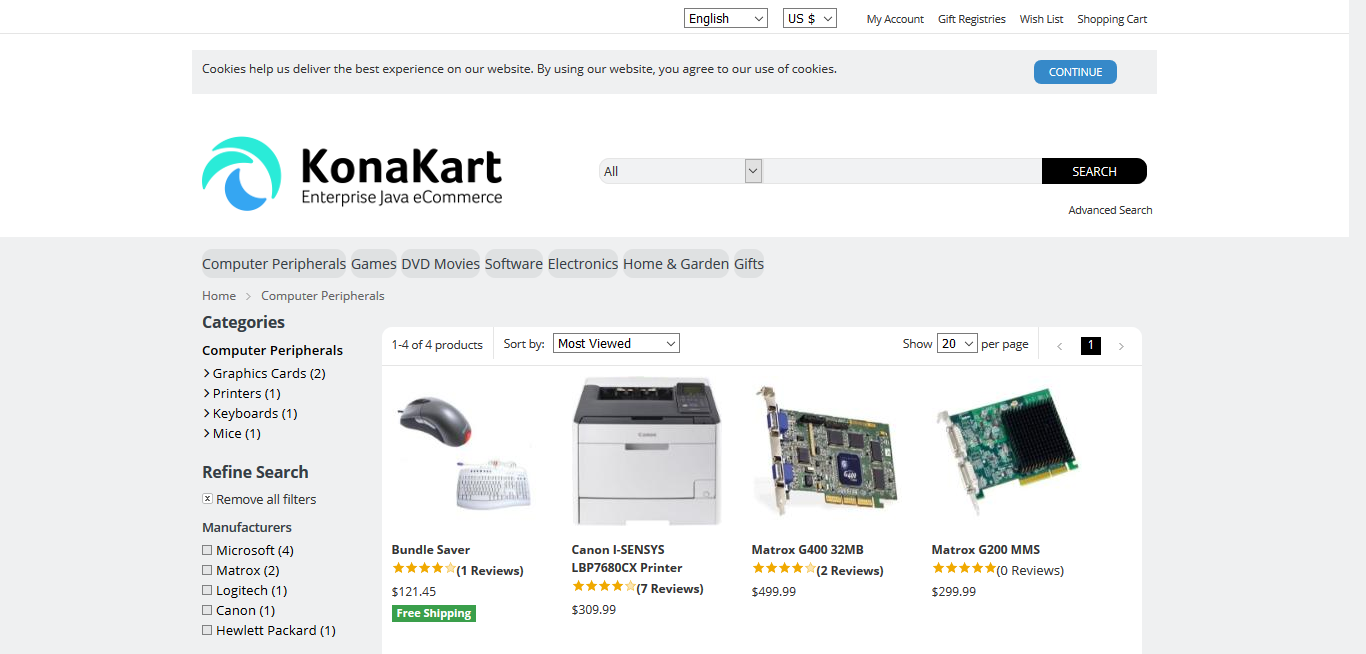 English US $ My Account Gift Registries Wish List Shopping Cart
Cookies help us deliver the best experience on our website. By using our website, you agree to our use of cookies. CONTINUE
KonaKart
Enterprise Java eCommerce
All SEARCH
Advanced Search
Computer Peripherals Games DVD Movies Software Electronics Home & Garden Gifts
Home > Computer Peripherals
Categories
Computer Peripherals
Graphics Cards (2)
Printers (1)
Keyboards (1)
Mice (1)
Refine Search
x Remove all filters
Manufacturers
Microsoft (4)
Matrox (2)
Logitech (1)
Canon (1)
Hewlett Packard (1)
1-4 of 4 products Sort by: Most Viewed Show 20 per page < 1 >
Bundle Saver
(1 Reviews)
$121.45
Free Shipping
Canon
Canon I-SENSYS
LBP7680CX Printer
(7 Reviews)
$309.99
G400
Matrox G400 32MB
(2 Reviews)
$499.99
Matrox G200 MMS
(0 Reviews)
$299.99